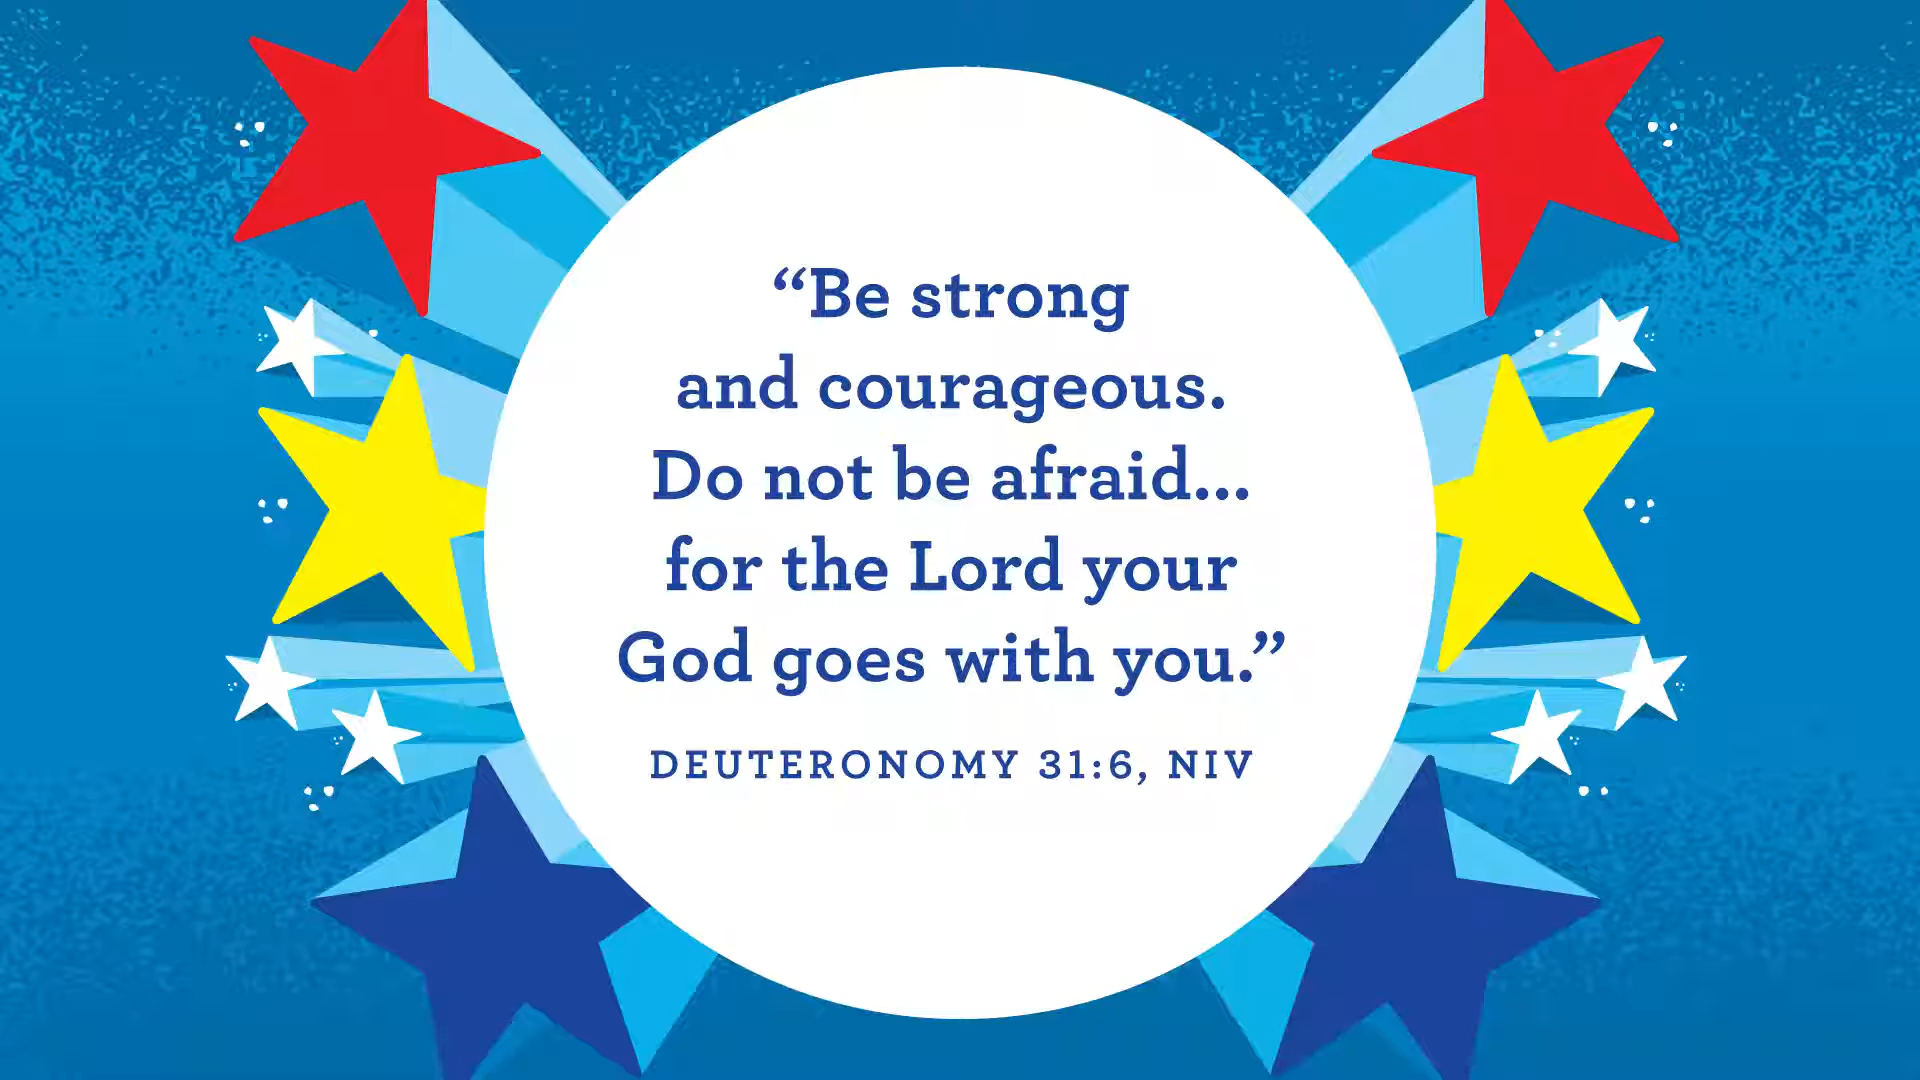 “Be strong
and courageous.
Do not be afraid...
for the Lord your
God goes with you.”
DEUTERONOMY 31:6, NIV